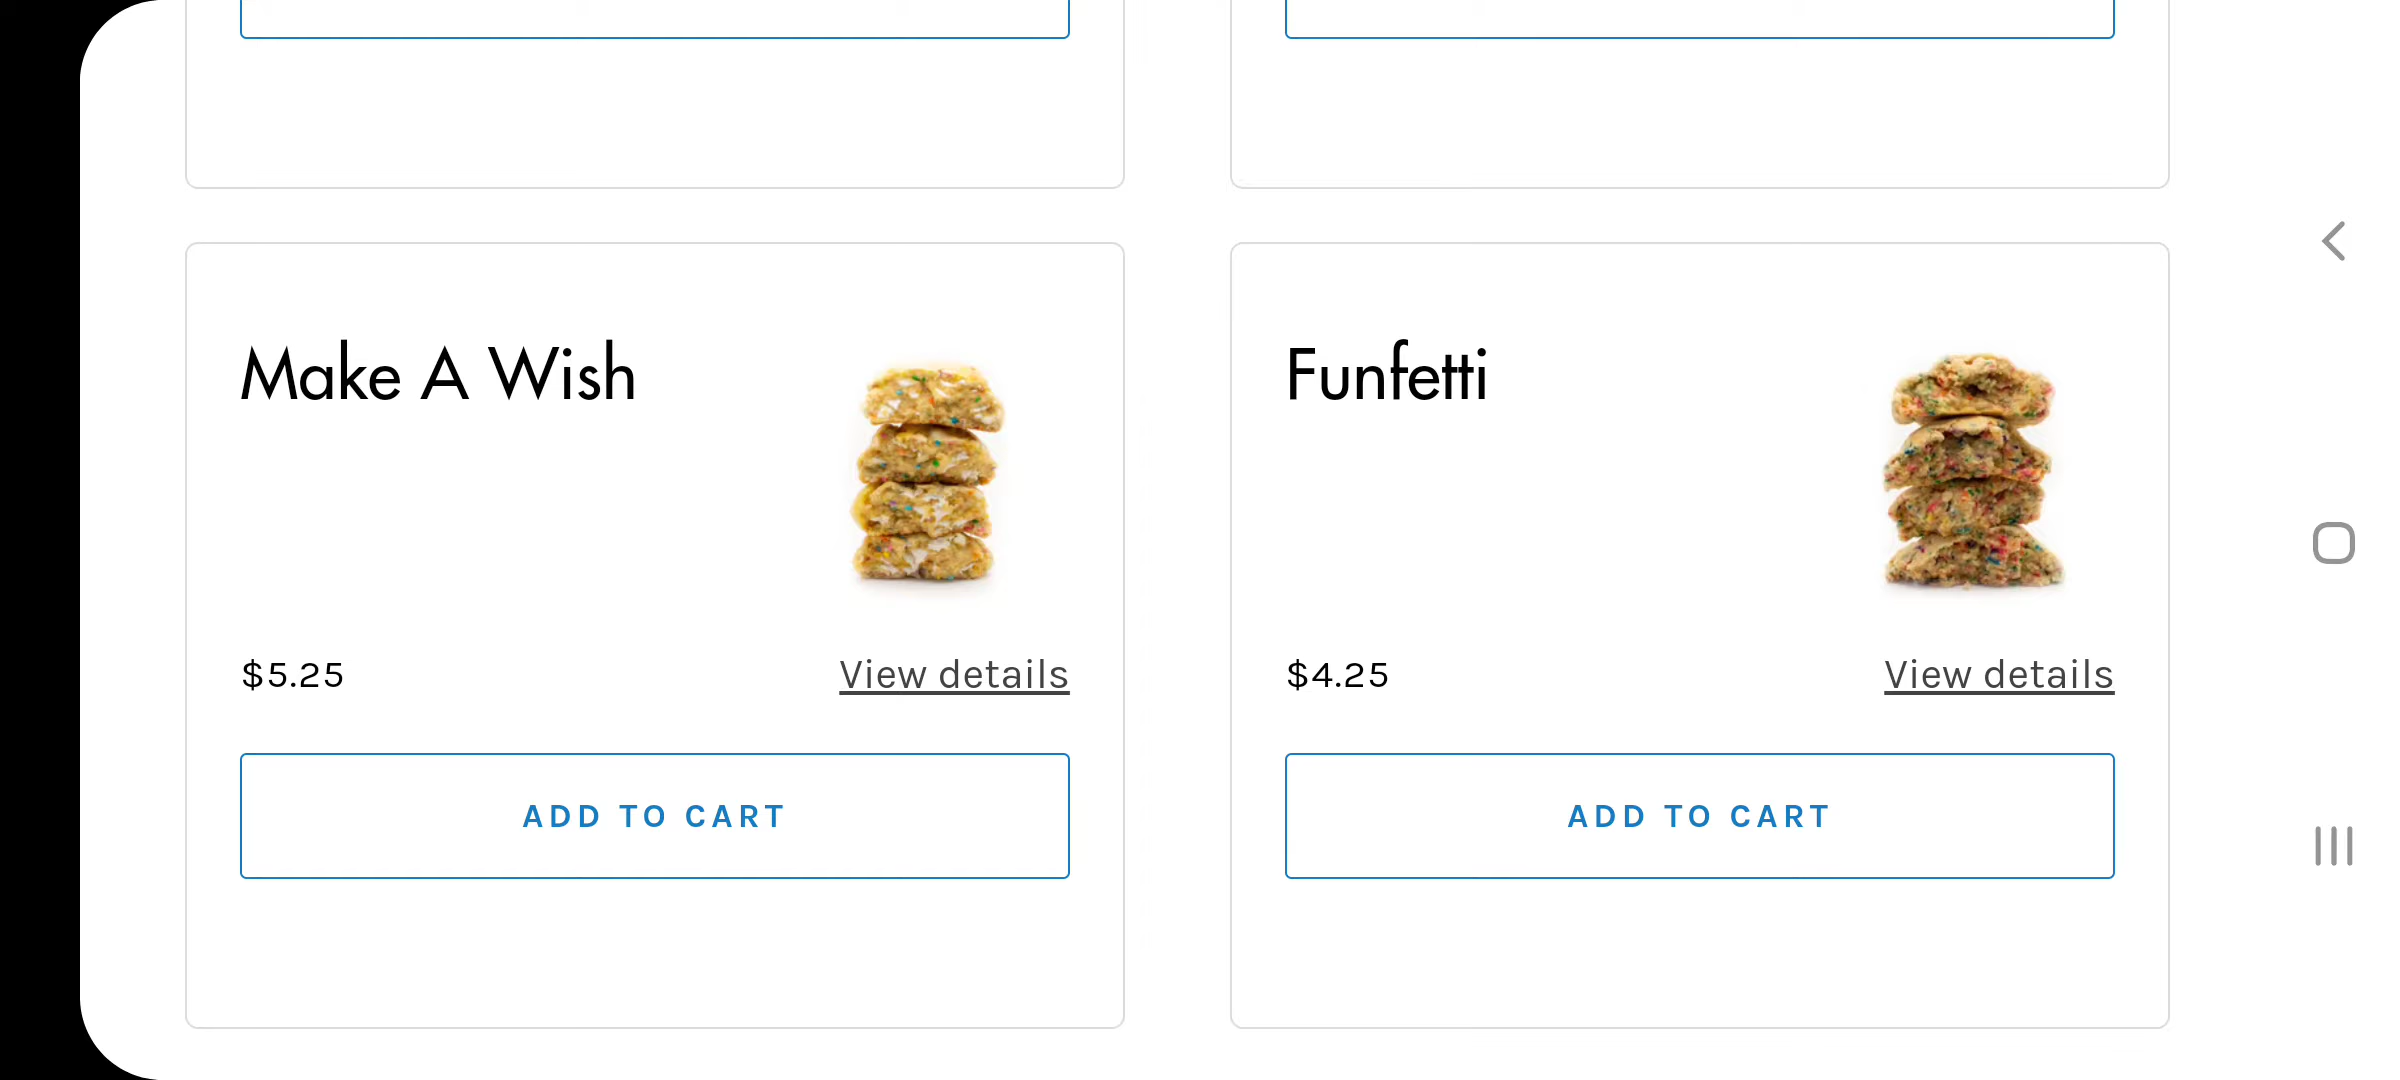 Make A Wish
$5.25
View details
ADD TO CART
Funfetti
$4.25
View details
ADD TO CART